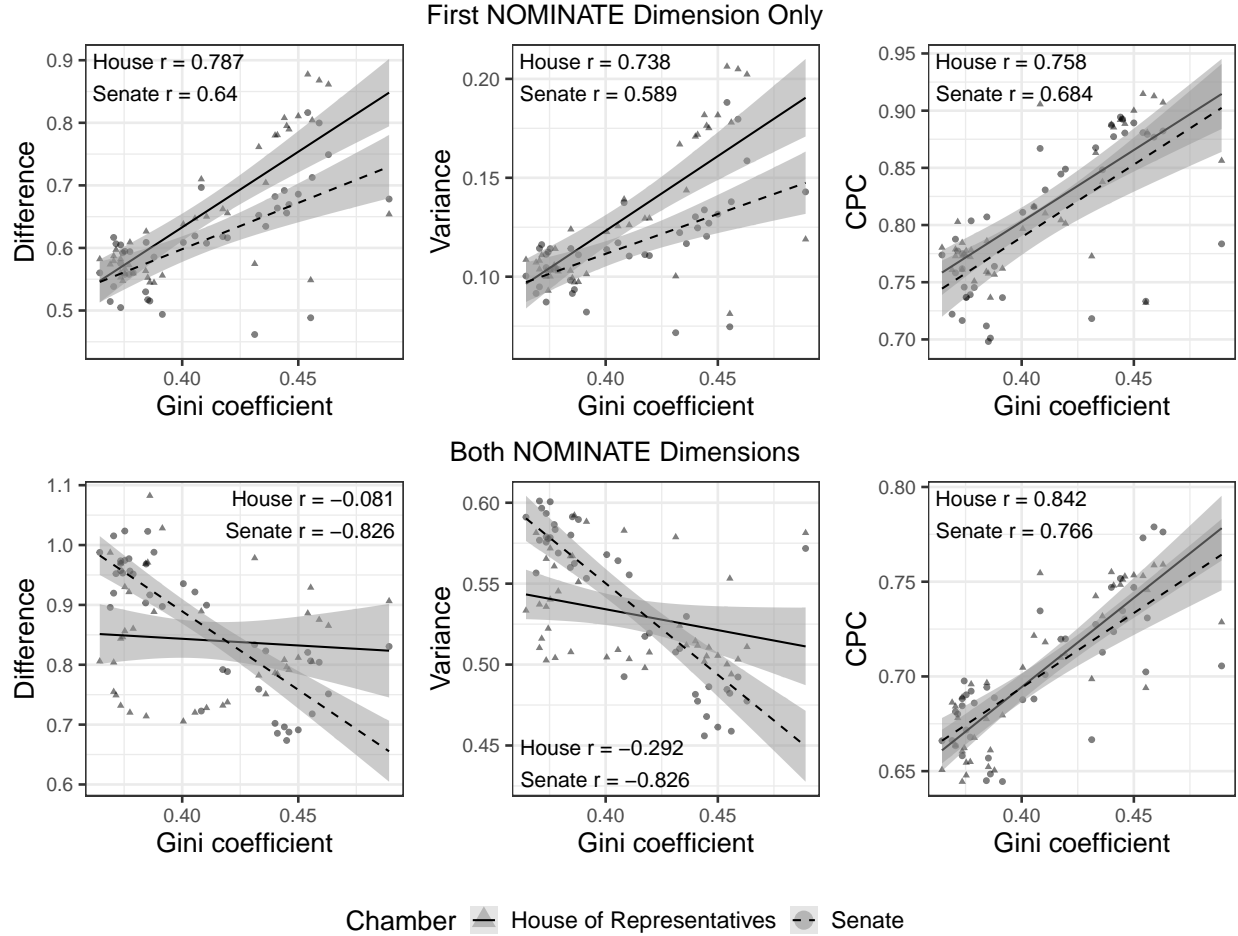 First NOMINATE Dimension Only
House r = 0.787
Senate r = 0.64
0.9
0.8
0.7
0.6
0.5
Difference
0.40 0.45
Gini coefficient
House r = 0.738
Senate r = 0.589
0.20
0.15
0.10
Variance
0.40 0.45
Gini coefficient
House r = 0.758
Senate r = 0.684
0.95
0.90
0.85
0.80
0.75
0.70
CPC
0.40 0.45
Gini coefficient
Both NOMINATE Dimensions
House r = −0.081
Senate r = −0.826
1.1
1.0
0.9
0.8
0.7
0.6
Difference
0.40 0.45
Gini coefficient
0.60
0.55
0.50
0.45
Variance
House r = −0.292
Senate r = −0.826
0.40 0.45
Gini coefficient
House r = 0.842
Senate r = 0.766
0.80
0.75
0.70
0.65
CPC
0.40 0.45
Gini coefficient
Chamber House of Representatives Senate